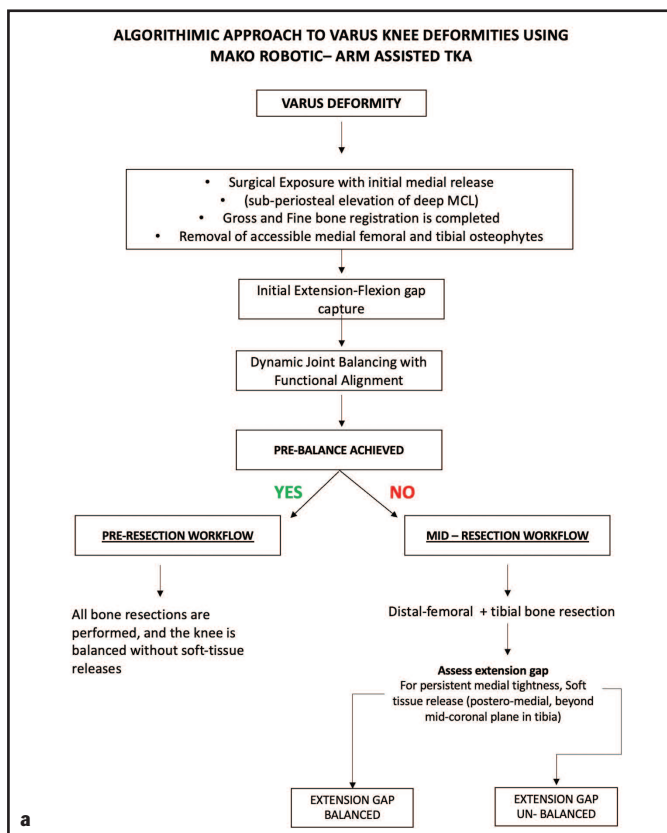 ALGORITHIMIC APPROACH TO VARUS KNEE DEFORMITIES USING
MAKO ROBOTIC– ARM ASSISTED TKA
VARUS DEFORMITY
• Surgical Exposure with initial medial release
• (sub-periosteal elevation of deep MCL)
• Gross and Fine bone registration is completed
• Removal of accessible medial femoral and tibial osteophytes
Initial Extension-Flexion gap
capture
Dynamic Joint Balancing with
Functional Alignment
PRE-BALANCE ACHIEVED
YES
NO
PRE-RESECTION WORKFLOW
MID – RESECTION WORKFLOW
All bone resections are
performed, and the knee is
balanced without soft-tissue
releases
Distal-femoral + tibial bone resection
Assess extension gap
For persistent medial tightness, Soft
tissue release (postero-medial, beyond
mid-coronal plane in tibia)
EXTENSION GAP
BALANCED
EXTENSION GAP
UN- BALANCED
a